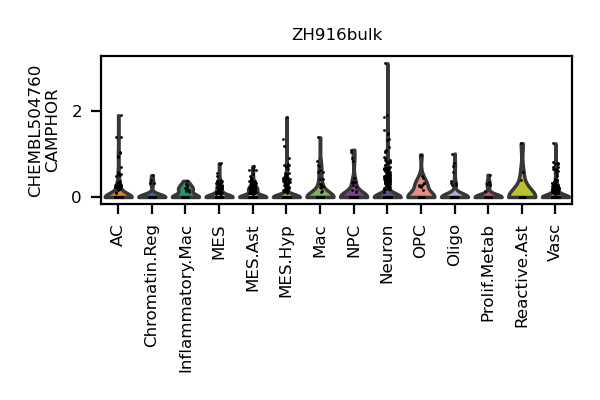 ZH916bulk
CHEMBL504760
CAMPHOR
2
0
AC
Chromatin.Reg
Inflammatory.Mac
MES
MES.Ast
MES.Hyp
Mac
NPC
Neuron
OPC
Oligo
Prolif.Metab
Reactive.Ast
Vasc